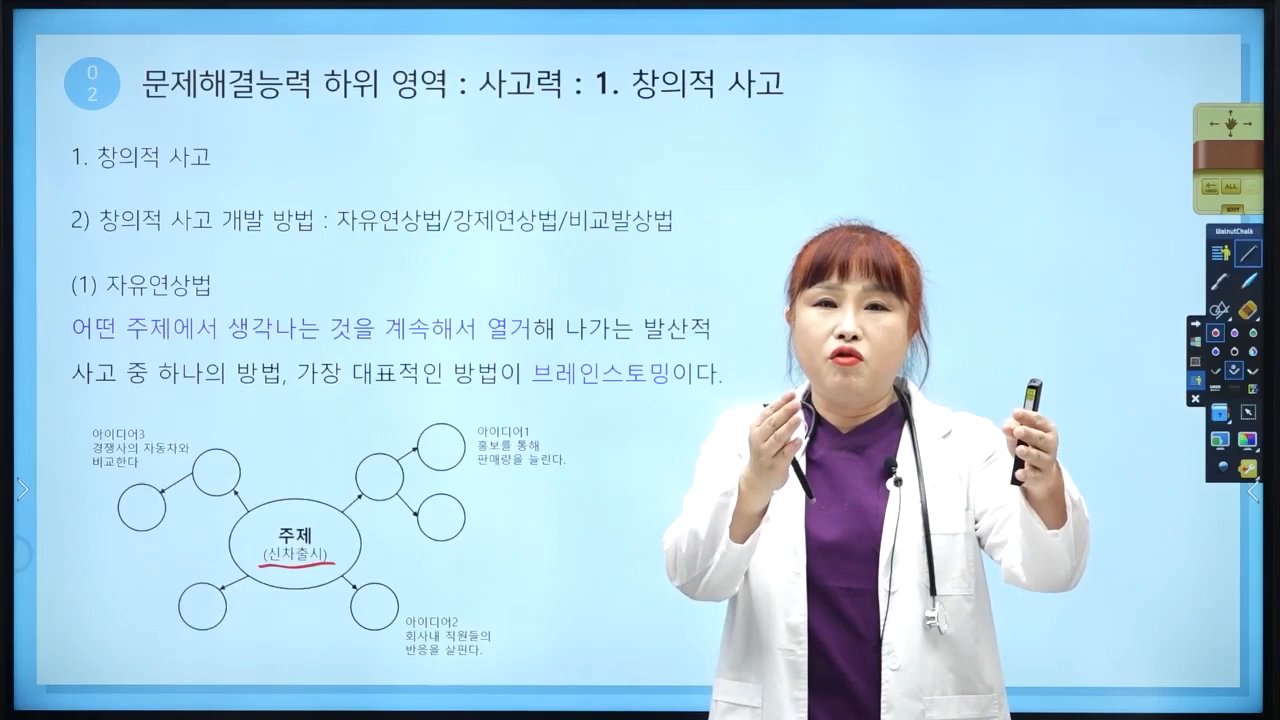 0
2
문제해결능력 하위 영역 : 사고력 : 1. 창의적 사고
1. 창의적 사고
2) 창의적 사고 개발 방법 : 자유연상법/강제연상법/비교발상법
(1) 자유연상법
어떤 주제에서 생각나는 것을 계속해서 열거해 나가는 발산적
사고 중 하나의 방법, 가장 대표적인 방법이 브레인스토밍이다.
아이디어3
경쟁사의 자동차와
비교한다
아이디어1
홍보를 통해
판매량을 늘린다.
주제
(신차출시)
아이디어2
회사내 직원들의
반응을 살핀다.
ALL
EXIT
WalnutChalk